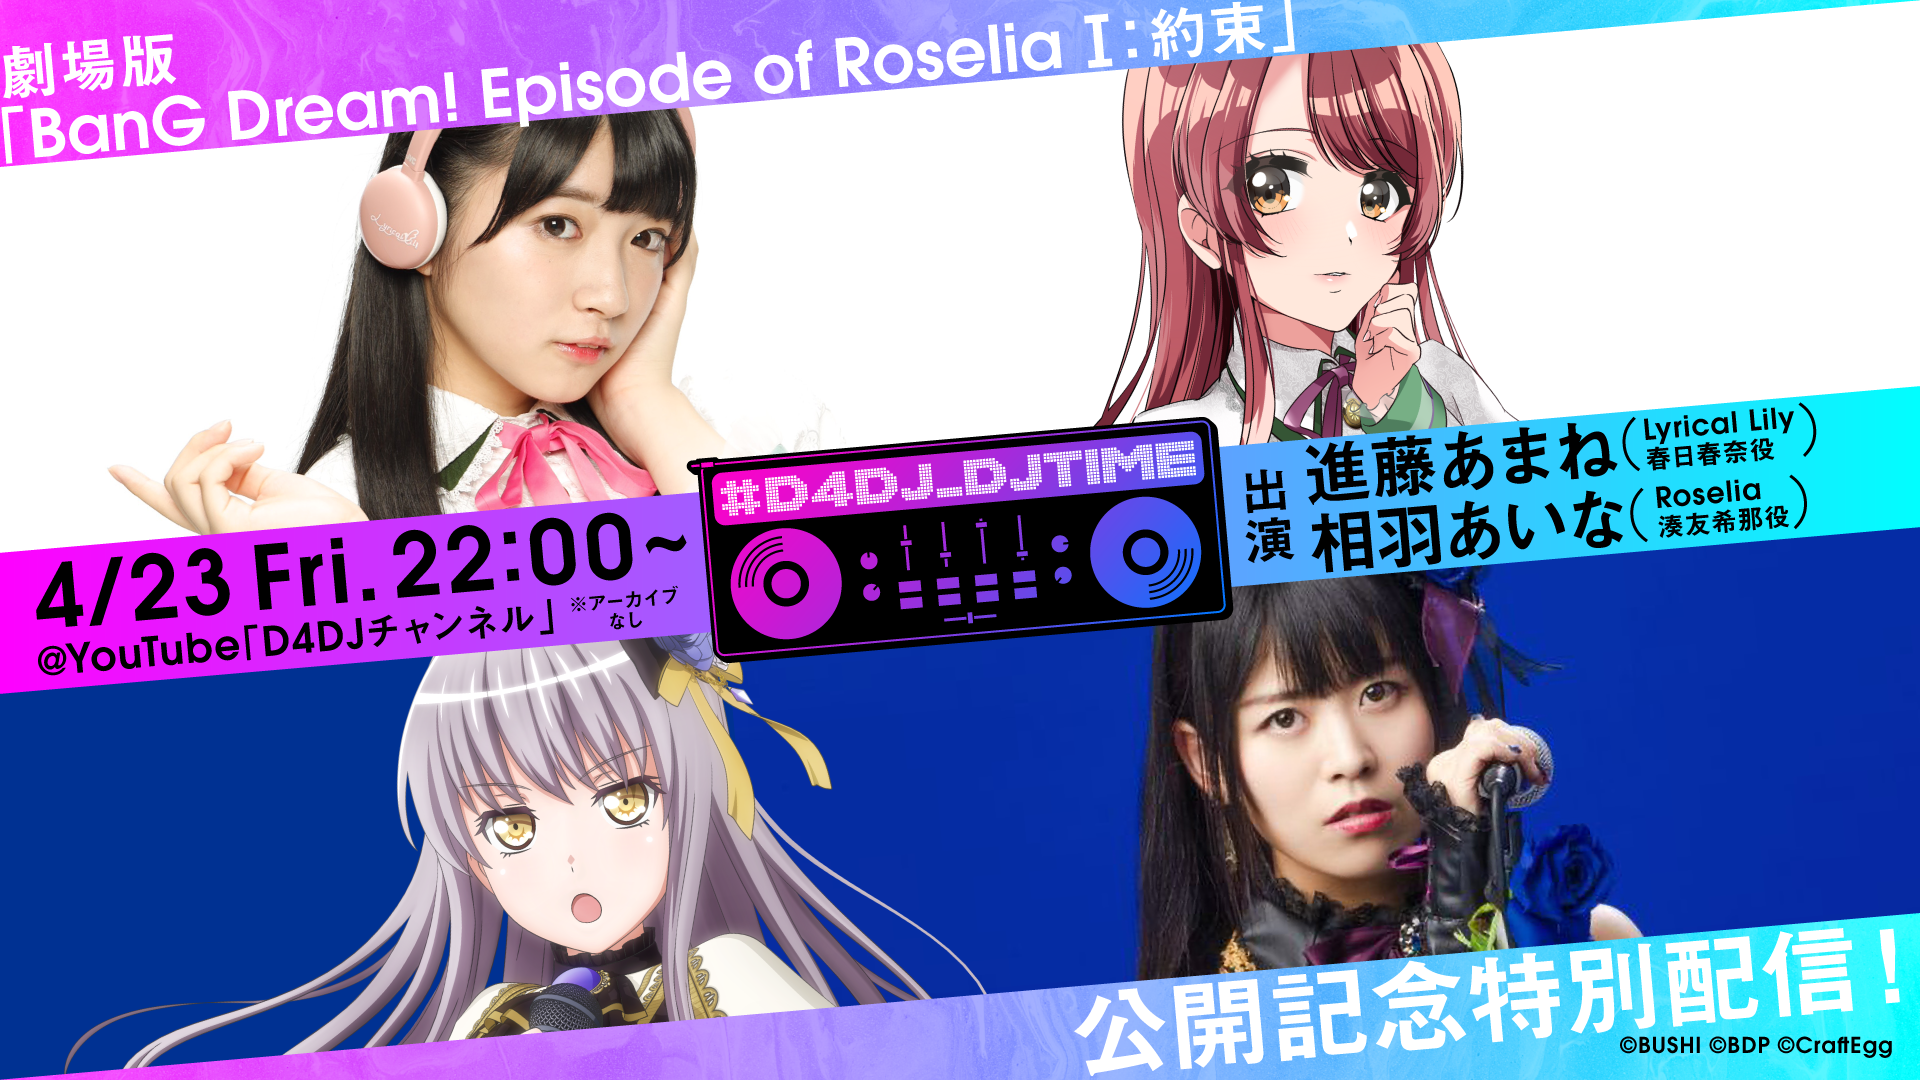 劇場版
「BanG Dream! Episode of Roselia Ⅰ:約束」
#D4DJ_DJTIME
4/23 Fri. 22:00~
@YouTube「D4DJチャンネル」
※アーカイブ
なし
出演
進藤あまね(Lyrical Lily 春日春奈役)
相羽あいな(Roselia 湊友希那役)
公開記念特別配信!
©BUSHI ©BDP ©CraftEgg